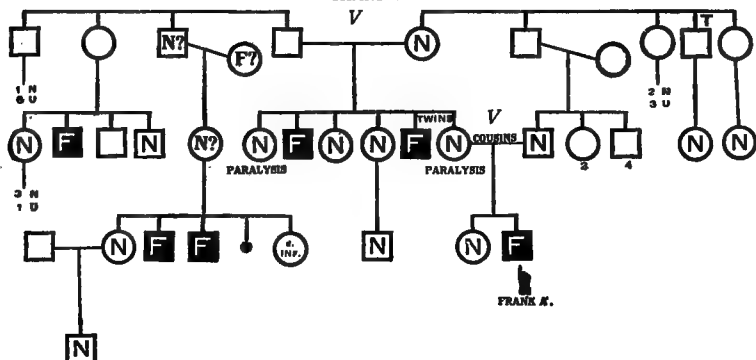 V
N? N T
F?
1 N
6 U
2 N
3 U
N F N N? N F N N F TWINS N V COUSINS N N N
PARALYSIS PARALYSIS 2 4
3 N
1 U
N F F d. INF. N N F
FRANK K.
N